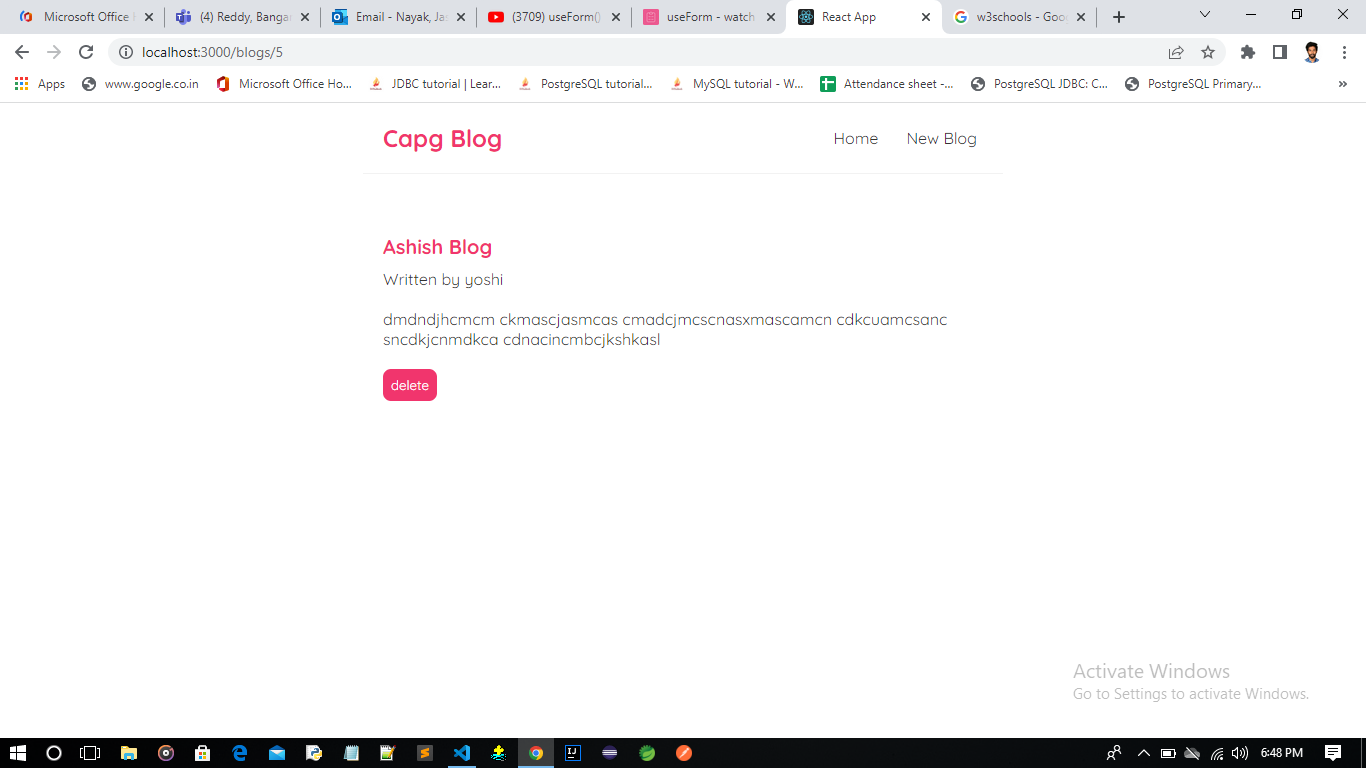 Microsoft Office
(4) Reddy, Banga
Email - Nayak, Ja
(3709) useForm()
useForm - watch
React App
w3schools - Goo
localhost:3000/blogs/5
Apps
www.google.co.in
Microsoft Office Ho...
JDBC tutorial | Lear...
PostgreSQL tutorial...
MySQL tutorial - W...
Attendance sheet -...
PostgreSQL JDBC: C...
PostgreSQL Primary...
»
Capg Blog
Home
New Blog
Ashish Blog
Written by yoshi
dmdndjhcmcm ckmascjasmcas cmadcjmcscnasxmascamcn cdkcuamcsanc
sncdkjcnmdkca cdnacincmbcjkshkasl
delete
Activate Windows
Go to Settings to activate Windows.
6:48 PM